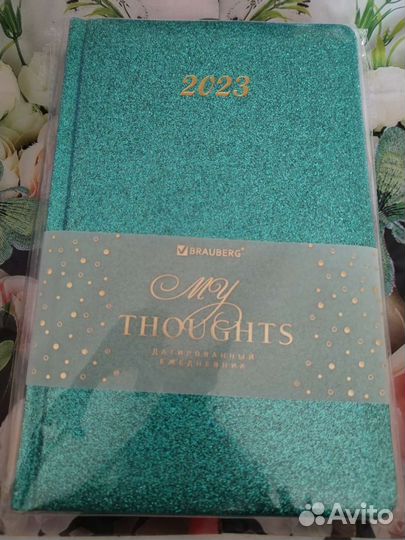 2023
BRAUBERG®
MY
THOUGHTS
ДАТИРОВАННЫЙ
ЕЖЕДНЕВНИК
Avito